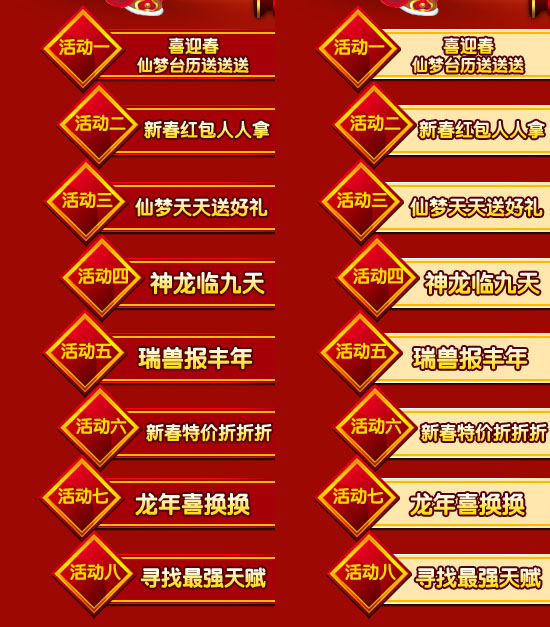 活动一
喜迎春
仙梦台历送送送
活动二
新春红包人人拿
活动三
仙梦天天送好礼
活动四
神龙临九天
活动五
瑞兽报丰年
活动六
新春特价折折折
活动七
龙年喜换换
活动八
寻找最强天赋
活动一
喜迎春
仙梦台历送送送
活动二
新春红包人人拿
活动三
仙梦天天送好礼
活动四
神龙临九天
活动五
瑞兽报丰年
活动六
新春特价折折折
活动七
龙年喜换换
活动八
寻找最强天赋